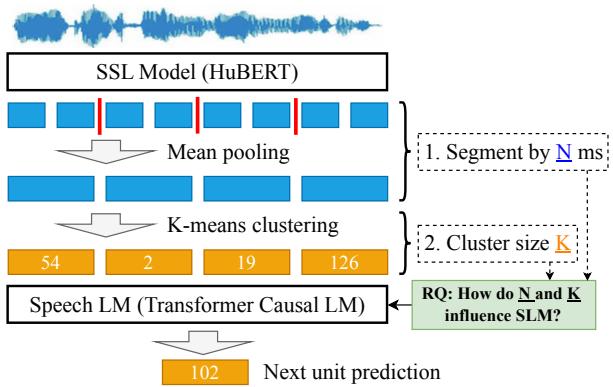 SSL Model (HuBERT)
Mean pooling
1. Segment by N ms
K-means clustering
2. Cluster size K
54 2 19 126
Speech LM (Transformer Causal LM)
RQ: How do N and K
influence SLM?
102 Next unit prediction